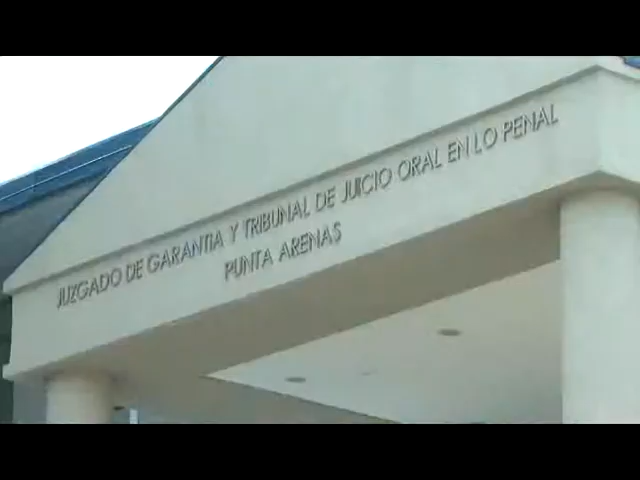 JUZGADO DE GARANTIA Y TRIBUNAL DE JUICIO ORAL EN LO PENAL
PUNTA ARENAS